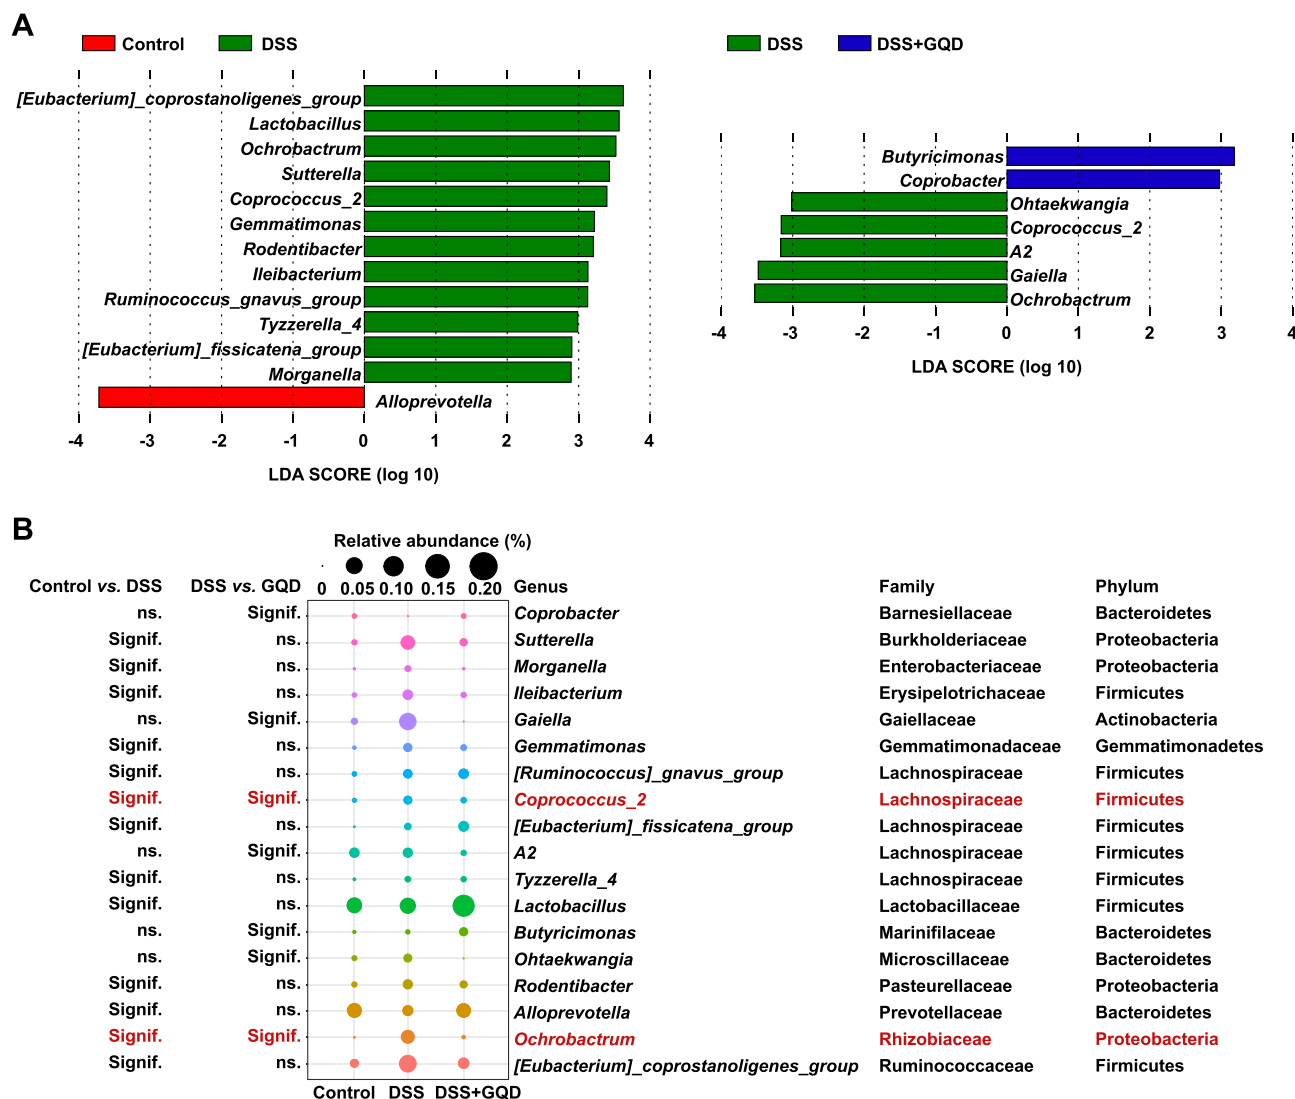 A
Control DSS
[Eubacterium]_coprostanoligenes_group
Lactobacillus
Ochrobactrum
Sutterella
Coprococcus_2
Gemmatimonas
Rodentibacter
Ileibacterium
Ruminococcus_gnavus_group
Tyzzerella_4
[Eubacterium]_fissicatena_group
Morganella
Alloprevotella
-4 -3 -2 -1 0 1 2 3 4
LDA SCORE (log 10)
DSS DSS+GQD
Butyricimonas
Coprobacter
Ohtaekwangia
Coprococcus_2
A2
Gaiella
Ochrobactrum
-4 -3 -2 -1 0 1 2 3 4
LDA SCORE (log 10)
B
Relative abundance (%)
Control vs. DSS DSS vs. GQD 0 0.05 0.10 0.15 0.20 Genus Family Phylum
ns. Signif. Coprobacter Barnesiellaceae Bacteroidetes
Signif. ns. Sutterella Burkholderiaceae Proteobacteria
Signif. ns. Morganella Enterobacteriaceae Proteobacteria
Signif. ns. Ileibacterium Erysipelotrichaceae Firmicutes
ns. Signif. Gaiella Gaiellaceae Actinobacteria
Signif. ns. Gemmatimonas Gemmatimonadaceae Gemmatimonadetes
Signif. ns. [Ruminococcus]_gnavus_group Lachnospiraceae Firmicutes
Signif. Signif. Coprococcus_2 Lachnospiraceae Firmicutes
Signif. ns. [Eubacterium]_fissicatena_group Lachnospiraceae Firmicutes
ns. Signif. A2 Lachnospiraceae Firmicutes
Signif. ns. Tyzzerella_4 Lachnospiraceae Firmicutes
Signif. ns. Lactobacillus Lactobacillaceae Firmicutes
ns. Signif. Butyricimonas Marinifilaceae Bacteroidetes
ns. Signif. Ohtaekwangia Microscillaceae Bacteroidetes
Signif. ns. Rodentibacter Pasteurellaceae Proteobacteria
Signif. ns. Alloprevotella Prevotellaceae Bacteroidetes
Signif. Signif. Ochrobactrum Rhizobiaceae Proteobacteria
Signif. ns. [Eubacterium]_coprostanoligenes_group Ruminococcaceae Firmicutes
Control DSS DSS+GQD